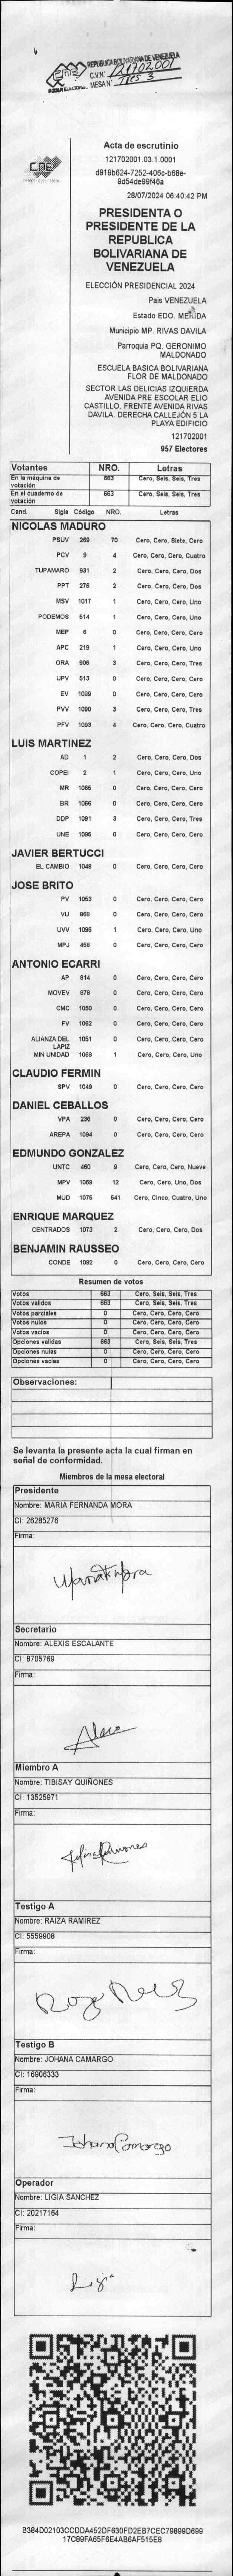 CNE
PODER ELECTORAL
REPUBLICA BOLIVARIANA DE VENEZUELA
C.V.Nº: 121702001
MESA Nº 3
CNE
Acta de escrutinio
121702001.03.1.0001
d919b624-7252-406c-b68e-
9d54de99f46a
28/07/2024 06:40:42 PM
PRESIDENTA O
PRESIDENTE DE LA
REPUBLICA
BOLIVARIANA DE
VENEZUELA
ELECCIÓN PRESIDENCIAL 2024
Pais VENEZUELA
Estado EDO. MERIDA
Municipio MP. RIVAS DAVILA
Parroquia PQ. GERONIMO
MALDONADO
ESCUELA BASICA BOLIVARIANA
FLOR DE MALDONADO
SECTOR LAS DELICIAS IZQUIERDA
AVENIDA PRE ESCOLAR ELIO
CASTILLO. FRENTE AVENIDA RIVAS
DAVILA. DERECHA CALLEJÓN 5 LA
PLAYA EDIFICIO
121702001
957 Electores
Votantes NRO. Letras
En la máquina de votación 663 Cero, Seis, Seis, Tres
En el cuaderno de votación 663 Cero, Seis, Seis, Tres
Cand. Sigla Código NRO. Letras
NICOLAS MADURO
PSUV 269 70 Cero, Cero, Siete, Cero
PCV 9 4 Cero, Cero, Cero, Cuatro
TUPAMARO 931 2 Cero, Cero, Cero, Dos
PPT 276 2 Cero, Cero, Cero, Dos
MSV 1017 1 Cero, Cero, Cero, Uno
PODEMOS 514 1 Cero, Cero, Cero, Uno
MEP 6 0 Cero, Cero, Cero, Cero
APC 219 1 Cero, Cero, Cero, Uno
ORA 906 3 Cero, Cero, Cero, Tres
UPV 513 0 Cero, Cero, Cero, Cero
EV 1089 0 Cero, Cero, Cero, Cero
PVV 1090 3 Cero, Cero, Cero, Tres
PFV 1093 4 Cero, Cero, Cero, Cuatro
LUIS MARTINEZ
AD 1 2 Cero, Cero, Cero, Dos
COPEI 2 1 Cero, Cero, Cero, Uno
MR 1065 0 Cero, Cero, Cero, Cero
BR 1066 0 Cero, Cero, Cero, Cero
DDP 1091 3 Cero, Cero, Cero, Tres
UNE 1095 0 Cero, Cero, Cero, Cero
JAVIER BERTUCCI
EL CAMBIO 1048 0 Cero, Cero, Cero, Cero
JOSE BRITO
PV 1053 0 Cero, Cero, Cero, Cero
VU 868 0 Cero, Cero, Cero, Cero
UVV 1096 1 Cero, Cero, Cero, Uno
MPJ 458 0 Cero, Cero, Cero, Cero
ANTONIO ECARRI
AP 814 0 Cero, Cero, Cero, Cero
MOVEV 878 0 Cero, Cero, Cero, Cero
CMC 1050 0 Cero, Cero, Cero, Cero
FV 1062 0 Cero, Cero, Cero, Cero
ALIANZA DEL LAPIZ 1051 0 Cero, Cero, Cero, Cero
MIN UNIDAD 1068 1 Cero, Cero, Cero, Uno
CLAUDIO FERMIN
SPV 1049 0 Cero, Cero, Cero, Cero
DANIEL CEBALLOS
VPA 236 0 Cero, Cero, Cero, Cero
AREPA 1094 0 Cero, Cero, Cero, Cero
EDMUNDO GONZALEZ
UNTC 460 9 Cero, Cero, Cero, Nueve
MPV 1069 12 Cero, Cero, Uno, Dos
MUD 1075 541 Cero, Cinco, Cuatro, Uno
ENRIQUE MARQUEZ
CENTRADOS 1073 2 Cero, Cero, Cero, Dos
BENJAMIN RAUSSEO
CONDE 1092 0 Cero, Cero, Cero, Cero
Resumen de votos
Votos 663 Cero, Seis, Seis, Tres
Votos validos 663 Cero, Seis, Seis, Tres
Votos parciales 0 Cero, Cero, Cero, Cero
Votos nulos 0 Cero, Cero, Cero, Cero
Votos vacios 0 Cero, Cero, Cero, Cero
Opciones validas 663 Cero, Seis, Seis, Tres
Opciones nulas 0 Cero, Cero, Cero, Cero
Opciones vacias 0 Cero, Cero, Cero, Cero
Observaciones:
Se levanta la presente acta la cual firman en
señal de conformidad.
Miembros de la mesa electoral
Presidente
Nombre: MARIA FERNANDA MORA
CI: 26285276
Firma:
Secretario
Nombre: ALEXIS ESCALANTE
CI: 8705769
Firma:
Alexis
Miembro A
Nombre: TIBISAY QUIÑONES
CI: 13525971
Firma:
Testigo A
Nombre: RAIZA RAMIREZ
CI: 5559908
Firma:
Testigo B
Nombre: JOHANA CAMARGO
CI: 16906333
Firma:
Johana Camargo
Operador
Nombre: LIGIA SANCHEZ
CI: 20217164
Firma:
Ligia
B384D02103CCDDA452DF630FD2EB7CEC79899D699
17C89FA65F6E4AB6AF515E8